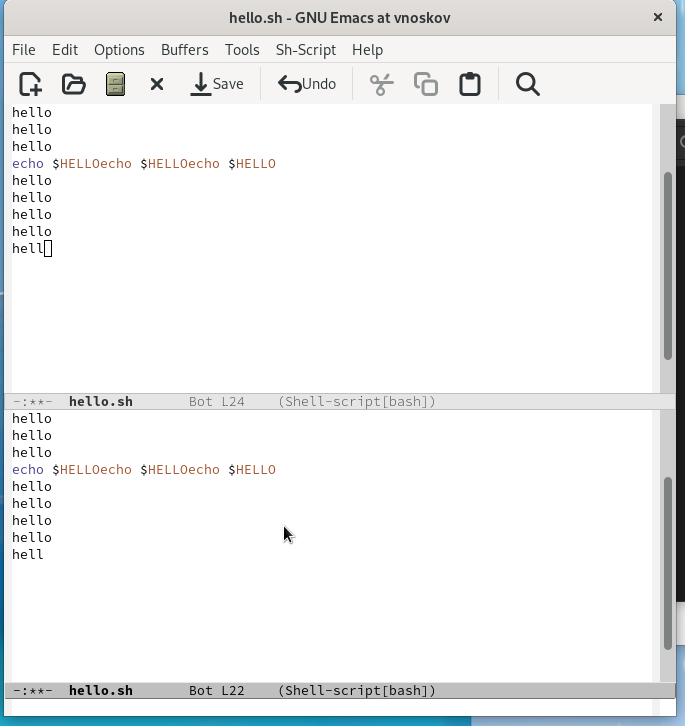 hello.sh - GNU Emacs at vnoskov
File Edit Options Buffers Tools Sh-Script Help
Save Undo
hello
hello
hello
echo $HELLOecho $HELLOecho $HELLO
hello
hello
hello
hello
hell
-:**- hello.sh Bot L24 (Shell-script[bash])
hello
hello
hello
echo $HELLOecho $HELLOecho $HELLO
hello
hello
hello
hello
hell
-:**- hello.sh Bot L22 (Shell-script[bash])